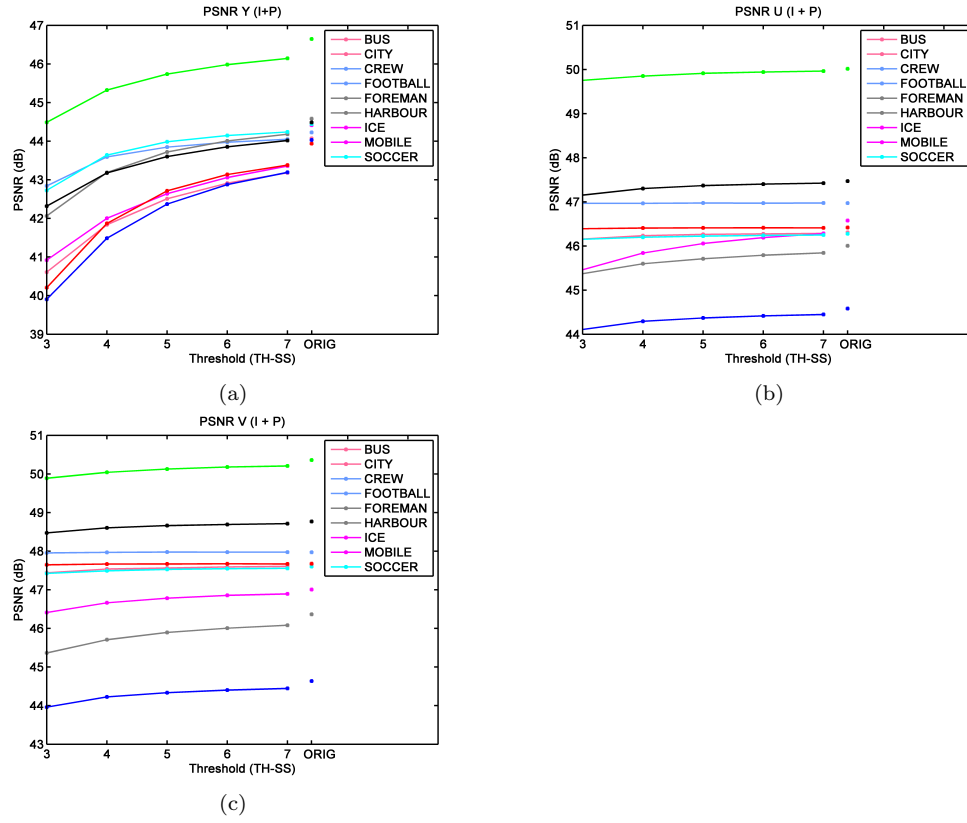 PSNR Y (I+P)
47
46
45
44
43
42
41
40
39
PSNR (dB)
3 4 5 6 7 ORIG
Threshold (TH-SS)
BUS
CITY
CREW
FOOTBALL
FOREMAN
HARBOUR
ICE
MOBILE
SOCCER
(a)
PSNR U (I + P)
51
50
49
48
47
46
45
44
PSNR (dB)
3 4 5 6 7 ORIG
Threshold (TH-SS)
BUS
CITY
CREW
FOOTBALL
FOREMAN
HARBOUR
ICE
MOBILE
SOCCER
(b)
PSNR V (I + P)
51
50
49
48
47
46
45
44
43
PSNR (dB)
3 4 5 6 7 ORIG
Threshold (TH-SS)
BUS
CITY
CREW
FOOTBALL
FOREMAN
HARBOUR
ICE
MOBILE
SOCCER
(c)